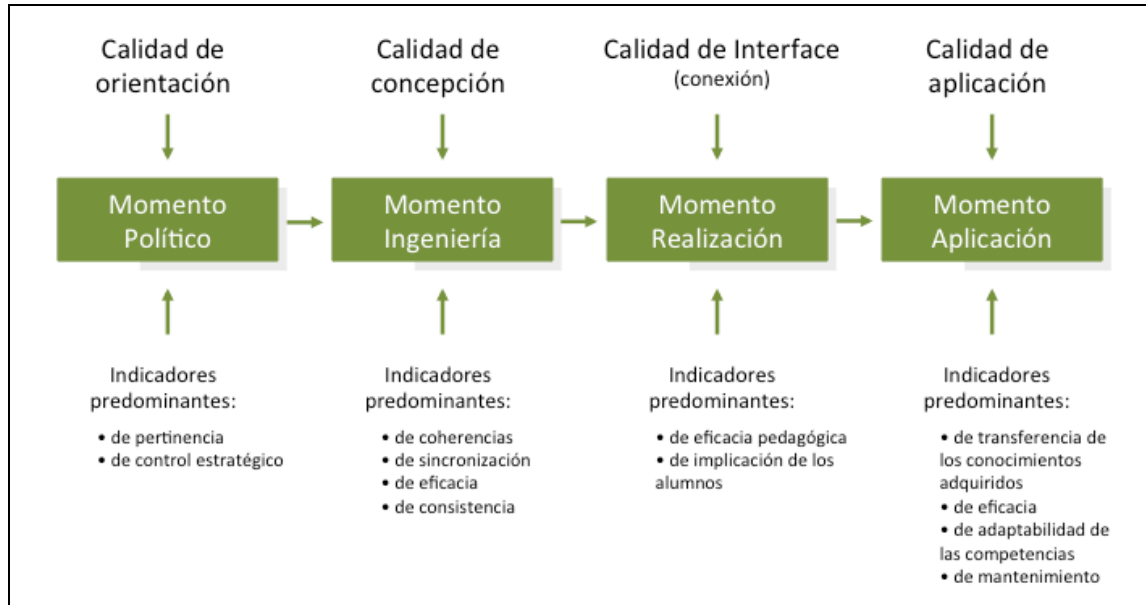 Calidad de
orientación
Calidad de
concepción
Calidad de Interface
(conexión)
Calidad de
aplicación
Momento
Político
Momento
Ingeniería
Momento
Realización
Momento
Aplicación
Indicadores
predominantes:
• de pertinencia
• de control estratégico
Indicadores
predominantes:
• de coherencias
• de sincronización
• de eficacia
• de consistencia
Indicadores
predominantes:
• de eficacia pedagógica
• de implicación de los
alumnos
Indicadores
predominantes:
• de transferencia de
los conocimientos
adquiridos
• de eficacia
• de adaptabilidad de
las competencias
• de mantenimiento